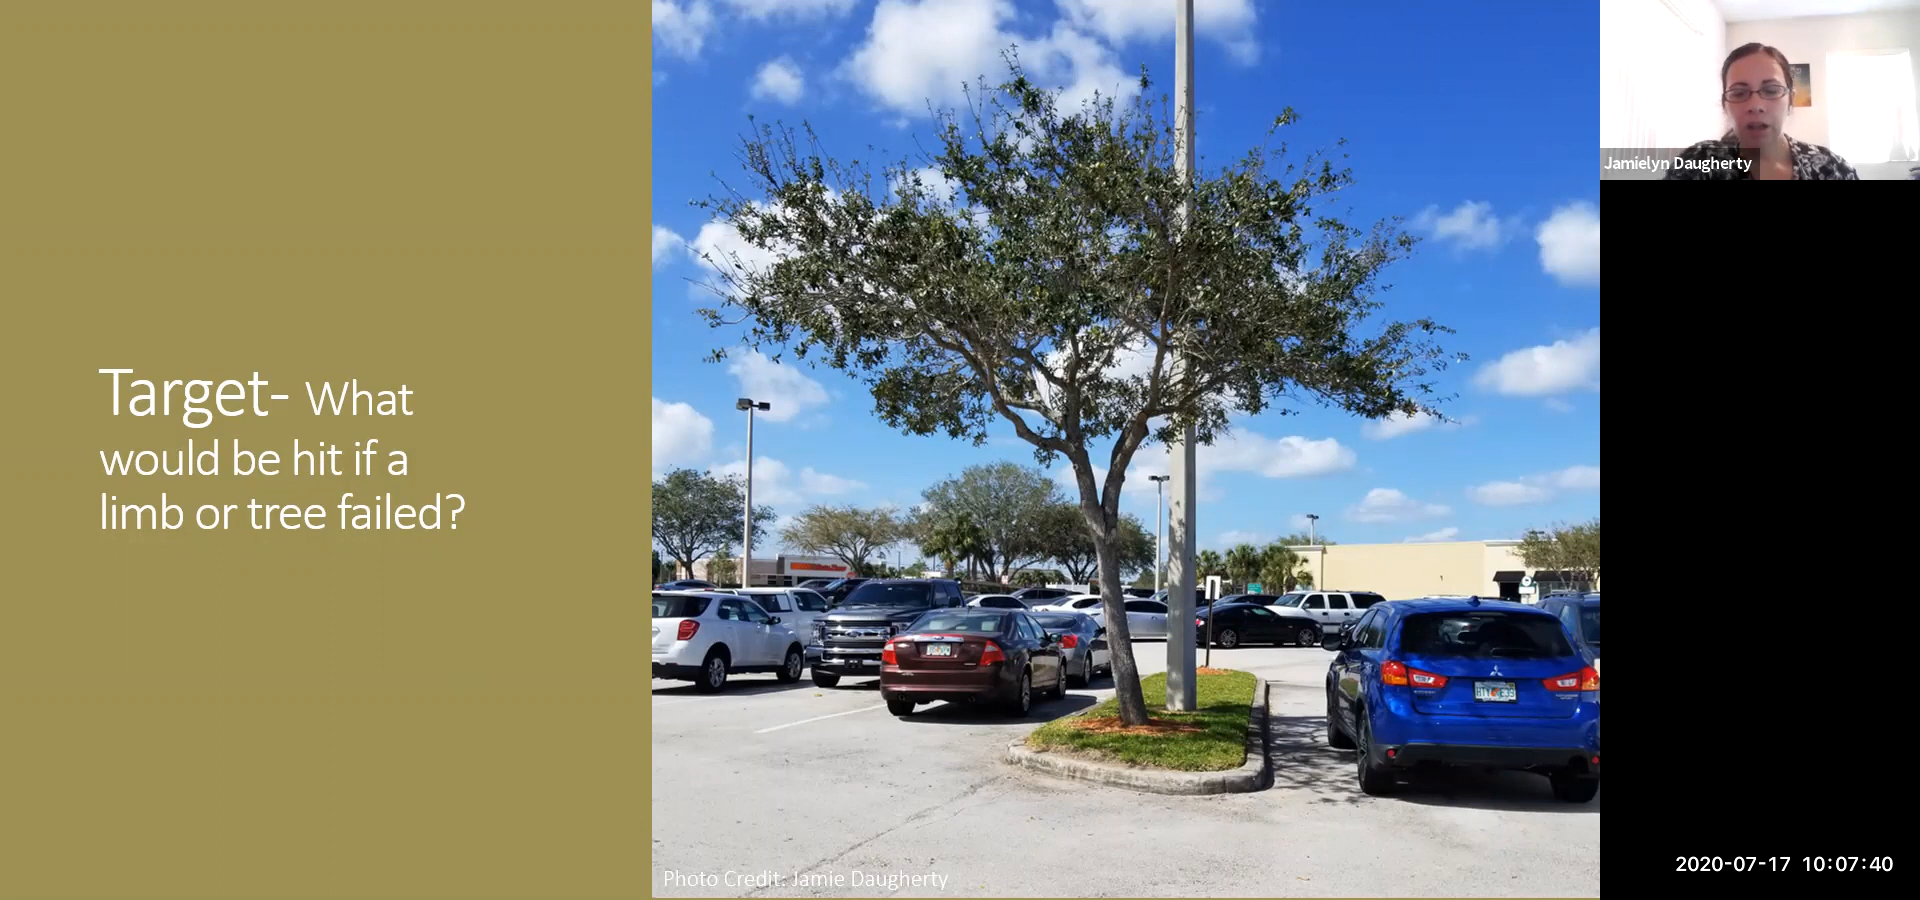 Target- What
would be hit if a
limb or tree failed?
Photo Credit: Jamie Daugherty
Jamielyn Daugherty
2020-07-17 10:07:40